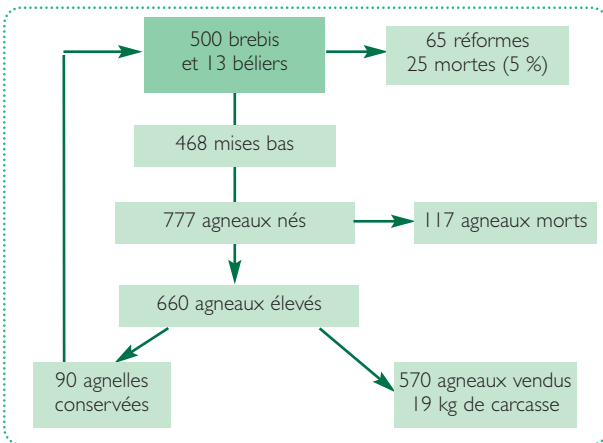 500 brebis
et 13 béliers
65 réformes
25 mortes (5 %)
468 mises bas
777 agneaux nés
117 agneaux morts
660 agneaux élevés
90 agnelles
conservées
570 agneaux vendus
19 kg de carcasse